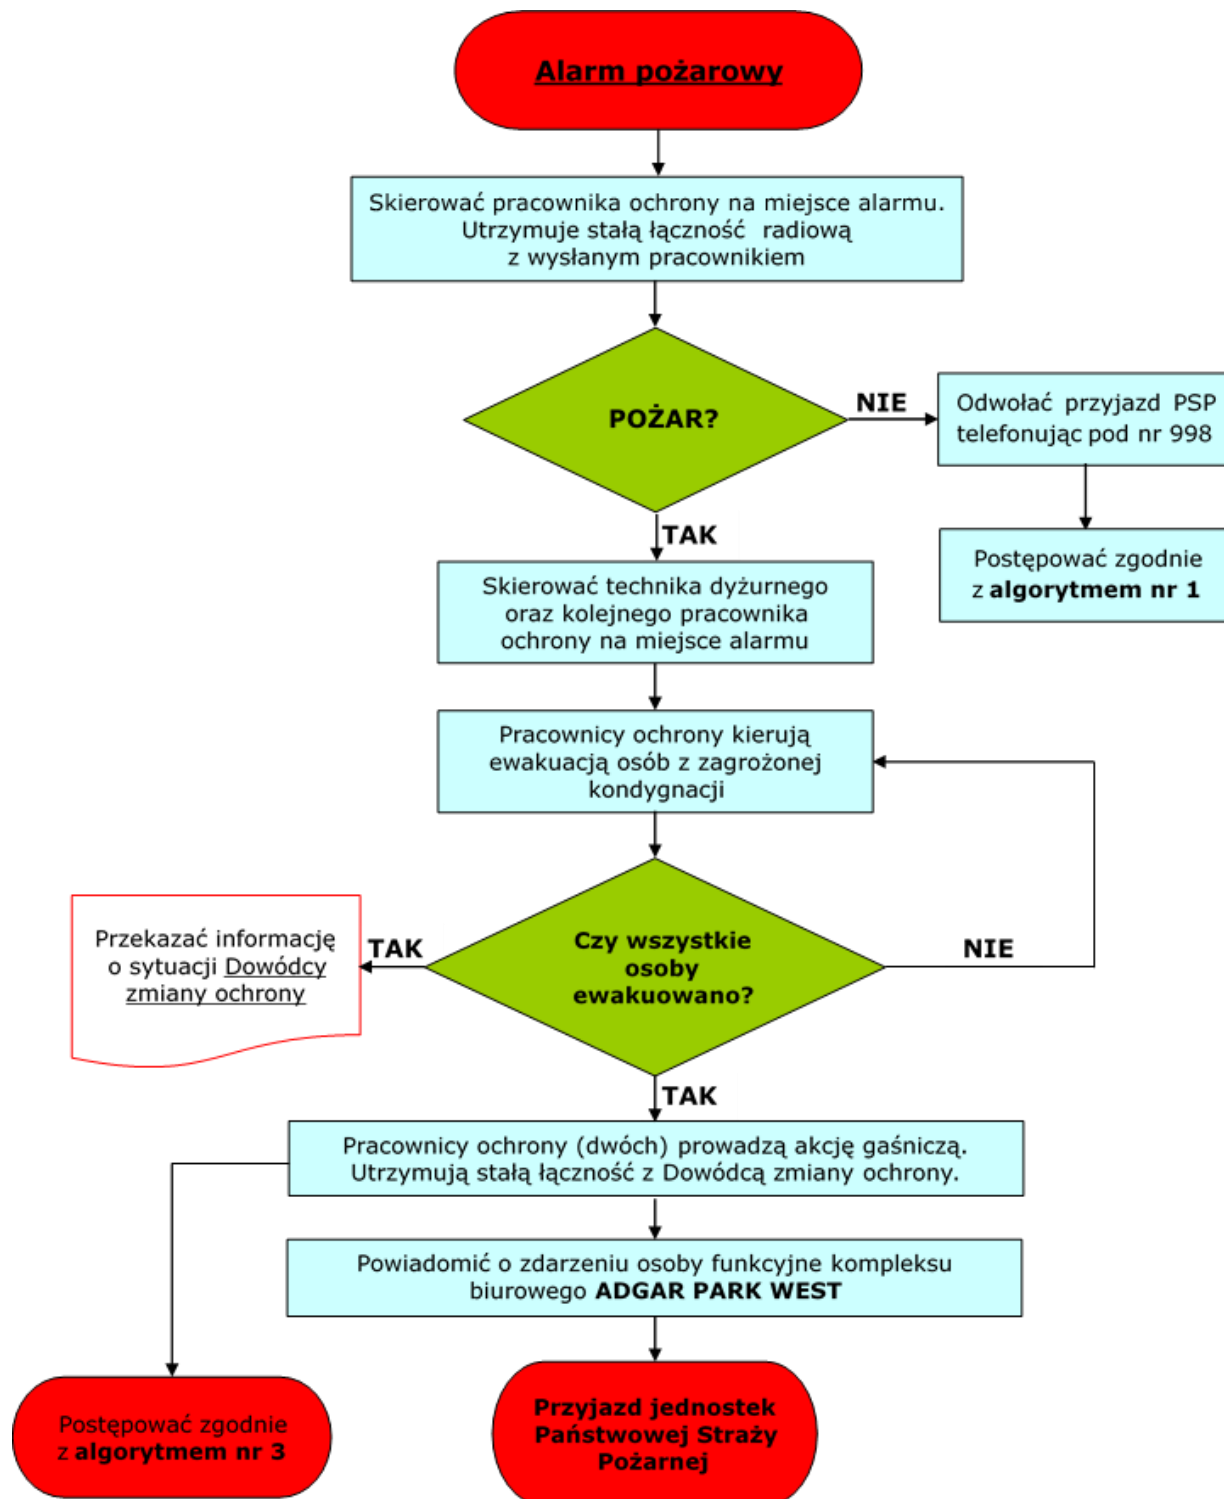 Alarm pożarowy
Skierować pracownika ochrony na miejsce alarmu.
Utrzymuje stałą łączność radiową
z wysłanym pracownikiem
POŻAR?
NIE
Odwołać przyjazd PSP
telefonując pod nr 998
TAK
Postępować zgodnie
z algorytmem nr 1
Skierować technika dyżurnego
oraz kolejnego pracownika
ochrony na miejsce alarmu
Pracownicy ochrony kierują
ewakuacją osób z zagrożonej
kondygnacji
Przekazać informację
o sytuacji Dowódcy
zmiany ochrony
TAK
Czy wszystkie
osoby
ewakuowano?
NIE
TAK
Pracownicy ochrony (dwóch) prowadzą akcję gaśniczą.
Utrzymują stałą łączność z Dowódcą zmiany ochrony.
Powiadomić o zdarzeniu osoby funkcyjne kompleksu
biurowego ADGAR PARK WEST
Postępować zgodnie
z algorytmem nr 3
Przyjazd jednostek
Państwowej Straży
Pożarnej